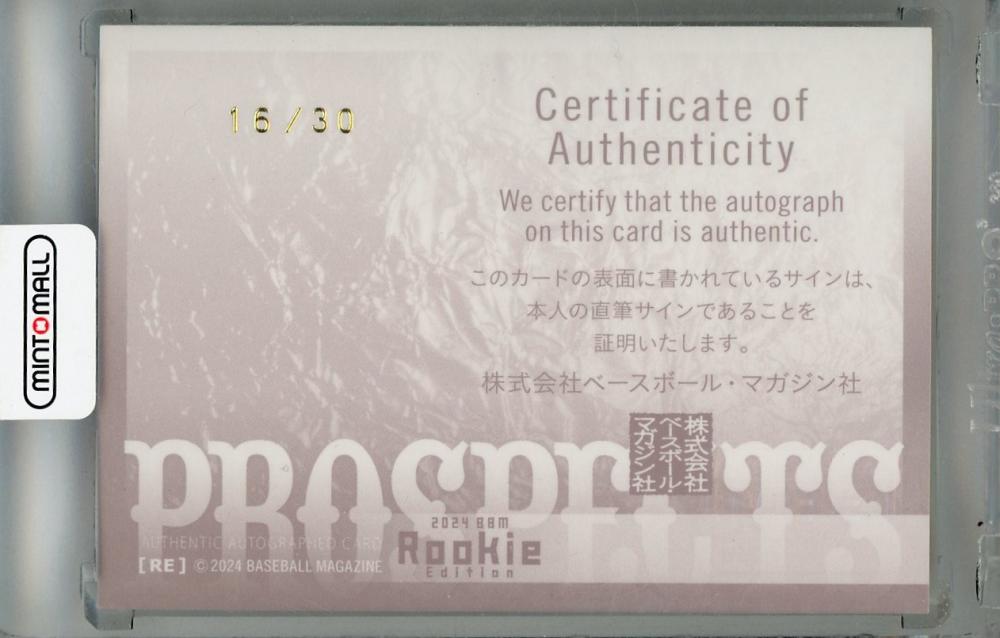 16/30
Certificate of
Authenticity
We certify that the autograph
on this card is authentic.
このカードの表面に書かれているサインは、
本人の直筆サインであることを
証明いたします。
株式会社ベースボール・マガジン社
株式会社
ベースボール・
マガジン社
PROSPECTS
2024 BBM
Rookie
Edition
AUTHENTIC AUTOGRAPHED CARD
[RE] © 2024 BASEBALL MAGAZINE
MINTOMALL